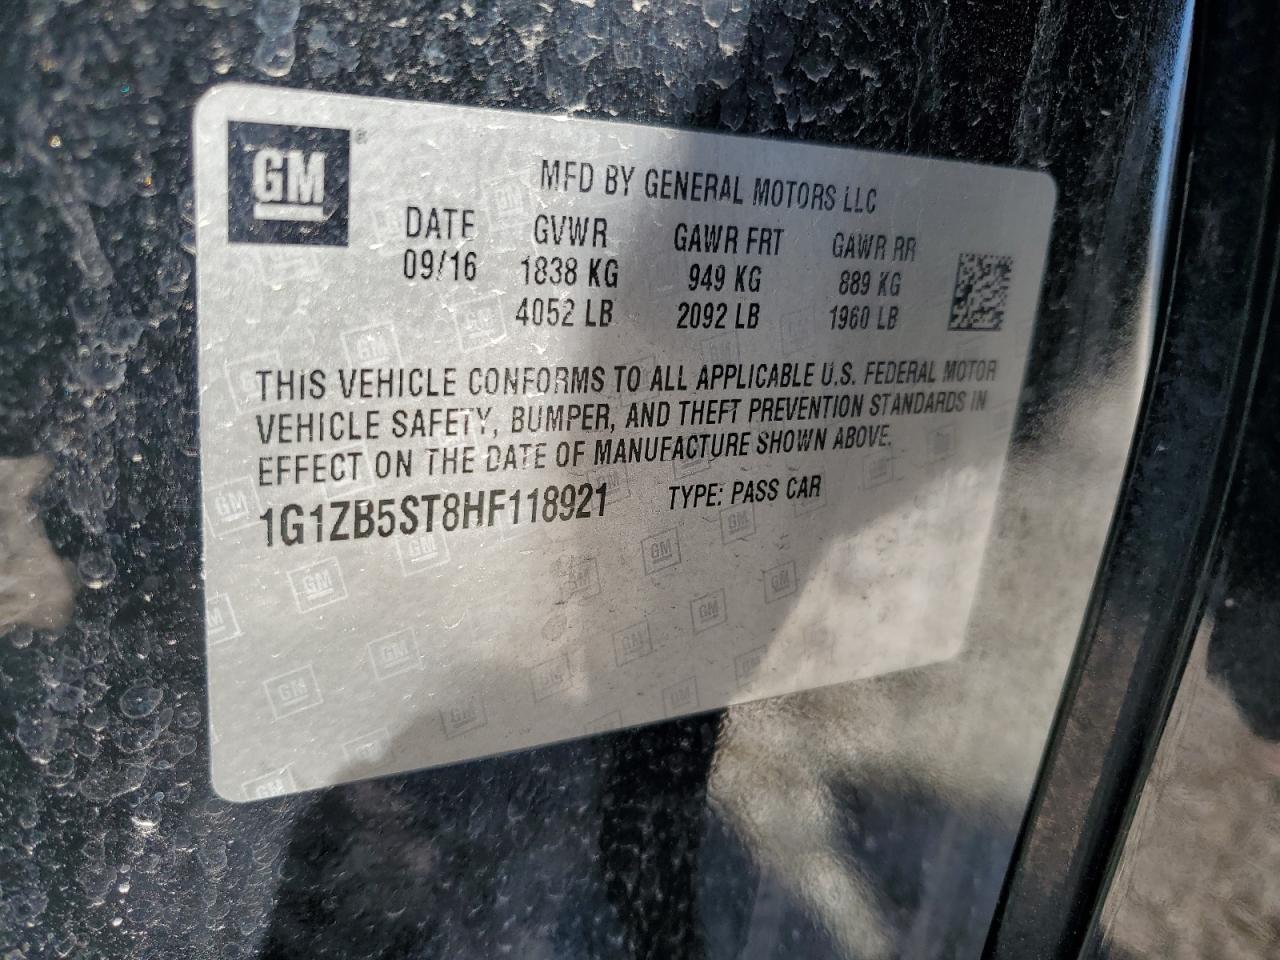 GM
MFD BY GENERAL MOTORS LLC
DATE GVWR GAWR FRT GAWR RR
09/16 1838 KG 949 KG 889 KG
4052 LB 2092 LB 1960 LB
THIS VEHICLE CONFORMS TO ALL APPLICABLE U.S. FEDERAL MOTOR
VEHICLE SAFETY, BUMPER, AND THEFT PREVENTION STANDARDS IN
EFFECT ON THE DATE OF MANUFACTURE SHOWN ABOVE.
1G1ZB5ST8HF118921 TYPE: PASS CAR